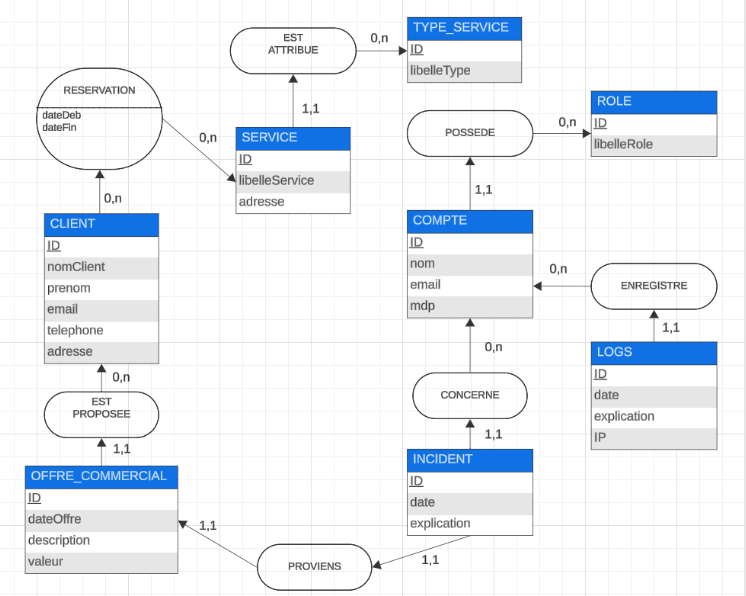 EST
ATTRIBUE
0,n
TYPE_SERVICE
ID
libelleType
RESERVATION
dateDeb
dateFin
0,n
1,1
SERVICE
ID
libelleService
adresse
POSSEDE
0,n
ROLE
ID
libelleRole
0,n
CLIENT
ID
nomClient
prenom
email
telephone
adresse
1,1
COMPTE
ID
nom
email
mdp
0,n
ENREGISTRE
1,1
LOGS
ID
date
explication
IP
0,n
EST
PROPOSEE
1,1
0,n
CONCERNE
1,1
OFFRE_COMMERCIAL
ID
dateOffre
description
valeur
INCIDENT
ID
date
explication
1,1
PROVIENS
1,1